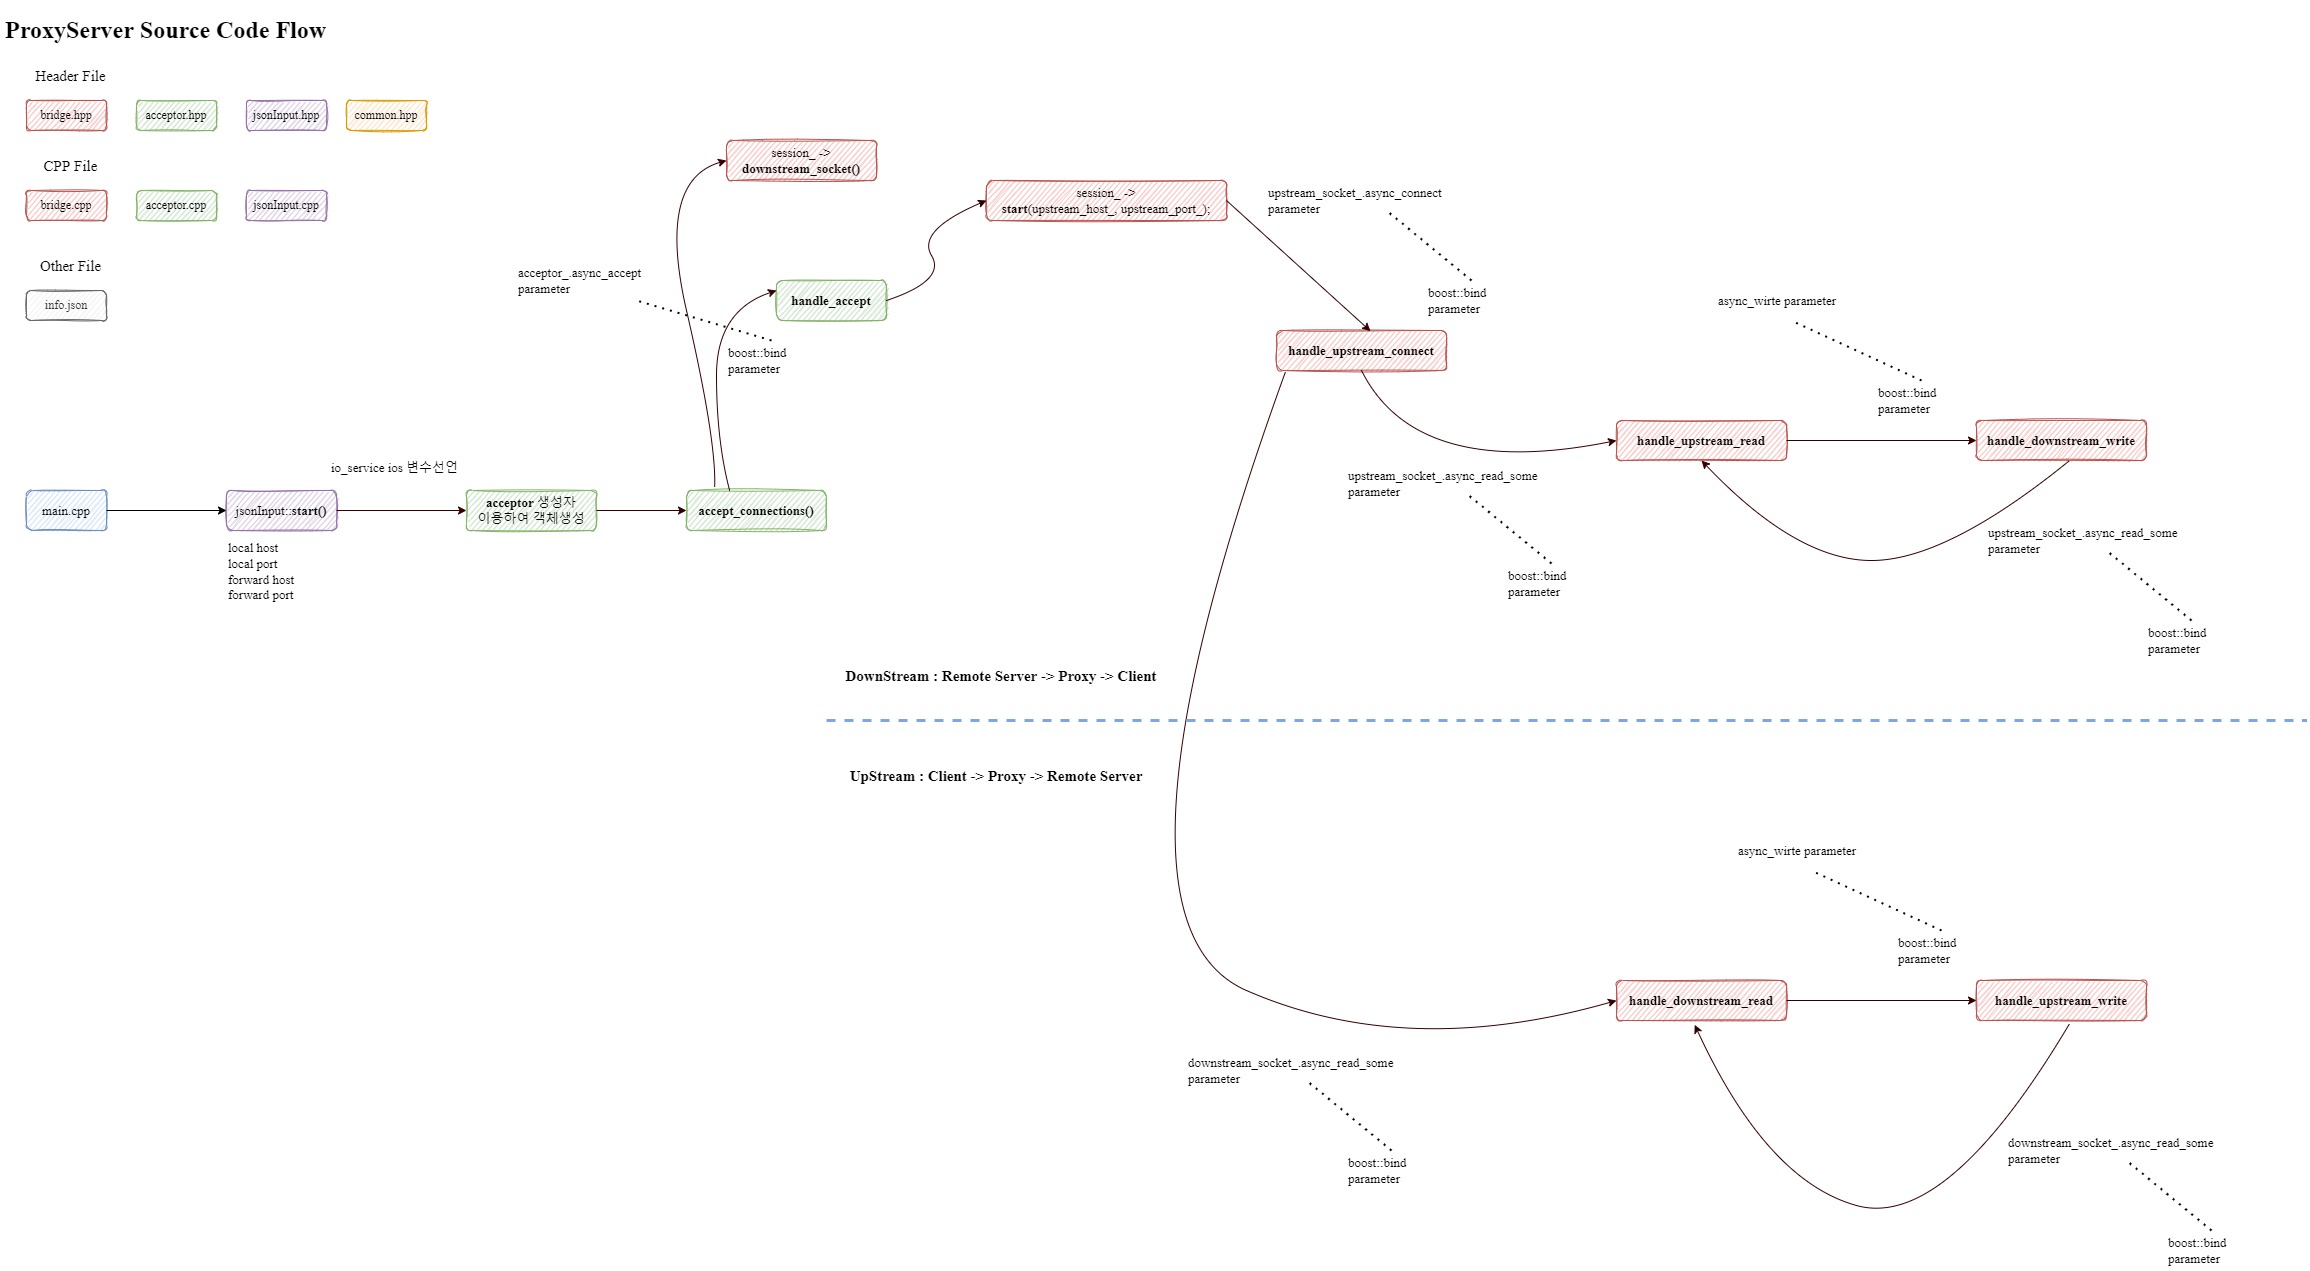 ProxyServer Source Code Flow
Header File
bridge.hpp
acceptor.hpp
jsonInput.hpp
common.hpp
CPP File
bridge.cpp
acceptor.cpp
jsonInput.cpp
Other File
info.json
session_ ->
downstream_socket()
session_ ->
start(upstream_host_, upstream_port_);
upstream_socket_.async_connect
parameter
boost::bind
parameter
acceptor_.async_accept
parameter
boost::bind
parameter
handle_accept
handle_upstream_connect
async_wirte parameter
boost::bind
parameter
handle_upstream_read
handle_downstream_write
upstream_socket_.async_read_some
parameter
boost::bind
parameter
upstream_socket_.async_read_some
parameter
boost::bind
parameter
io_service ios 변수선언
main.cpp
jsonInput::start()
acceptor 생성자
이용하여 객체생성
accept_connections()
local host
local port
forward host
forward port
DownStream : Remote Server -> Proxy -> Client
UpStream : Client -> Proxy -> Remote Server
async_wirte parameter
boost::bind
parameter
handle_downstream_read
handle_upstream_write
downstream_socket_.async_read_some
parameter
boost::bind
parameter
downstream_socket_.async_read_some
parameter
boost::bind
parameter